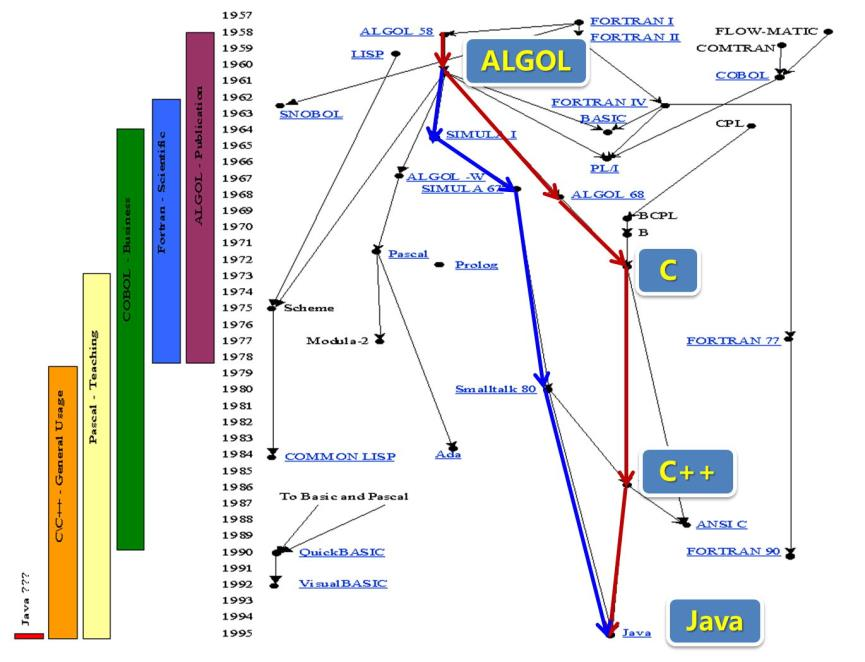 Java ???
C\C++ - General Usage
Pascal - Teaching
COBOL - Business
Fortran - Scientific
ALGOL - Publication
1957
1958
1959
1960
1961
1962
1963
1964
1965
1966
1967
1968
1969
1970
1971
1972
1973
1974
1975
1976
1977
1978
1979
1980
1981
1982
1983
1984
1985
1986
1987
1988
1989
1990
1991
1992
1993
1994
1995
FORTRAN I
ALGOL 58
FORTRAN II
FLOW-MATIC
COMTRAN
LISP
ALGOL
COBOL
FORTRAN IV
SNOBOL
BASIC
CPL
SIMULA I
PL/I
ALGOL -W
SIMULA 67
ALGOL 68
BCPL
B
Pascal
Prolog
C
Scheme
Modula-2
FORTRAN 77
Smalltalk 80
Ada
COMMON LISP
C++
To Basic and Pascal
ANSI C
QuickBASIC
FORTRAN 90
VisualBASIC
Java
Java